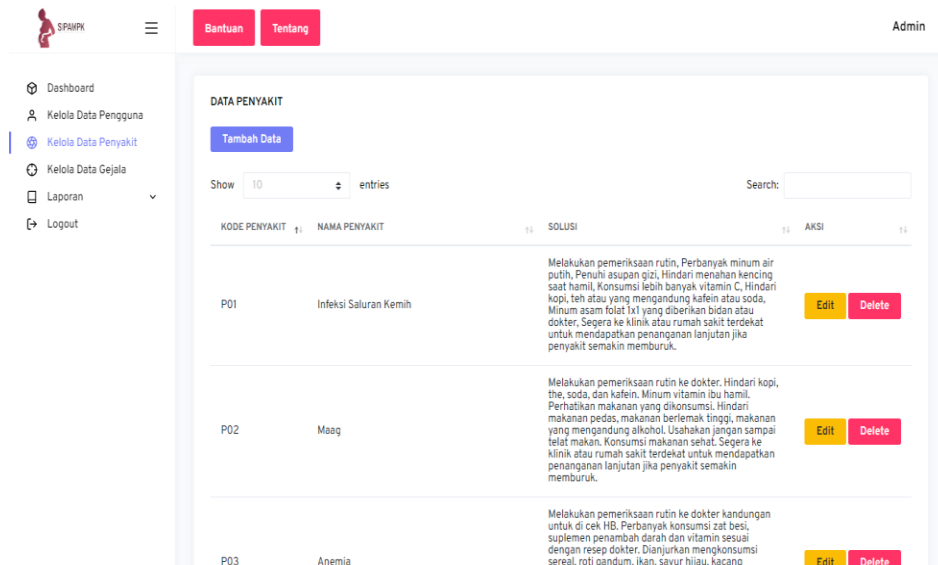 SIPAMPK
Bantuan
Tentang
Admin
Dashboard
Kelola Data Pengguna
Kelola Data Penyakit
Kelola Data Gejala
Laporan
Logout
DATA PENYAKIT
Tambah Data
Show 10 entries
Search:
KODE PENYAKIT NAMA PENYAKIT SOLUSI AKSI
Melakukan pemeriksaan rutin, Perbanyak minum air
putih, Penuhi asupan gizi, Hindari menahan kencing
saat hamil, Konsumsi lebih banyak vitamin C, Hindari
kopi, teh atau yang mengandung kafein atau soda,
P01 Infeksi Saluran Kemih
Minum asam folat 1x1 yang diberikan bidan atau
dokter, Segera ke klinik atau rumah sakit terdekat
untuk mendapatkan penanganan lanjutan jika
penyakit semakin memburuk.
Edit Delete
Melakukan pemeriksaan rutin ke dokter. Hindari kopi,
the, soda, dan kafein. Minum vitamin ibu hamil.
Perhatikan makanan yang dikonsumsi. Hindari
makanan pedas, makanan berlemak tinggi, makanan
P02 Maag
yang mengandung alkohol. Usahakan jangan sampai
telat makan. Konsumsi makanan sehat. Segera ke
klinik atau rumah sakit terdekat untuk mendapatkan
penanganan lanjutan jika penyakit semakin
memburuk.
Edit Delete
Melakukan pemeriksaan rutin ke dokter kandungan
untuk di cek HB. Perbanyak konsumsi zat besi,
suplemen penambah darah dan vitamin sesuai
dengan resep dokter. Dianjurkan mengkonsumsi
P03 Anemia
sereal, roti gandum, ikan, sayur hijau, kacang
Edit Delete